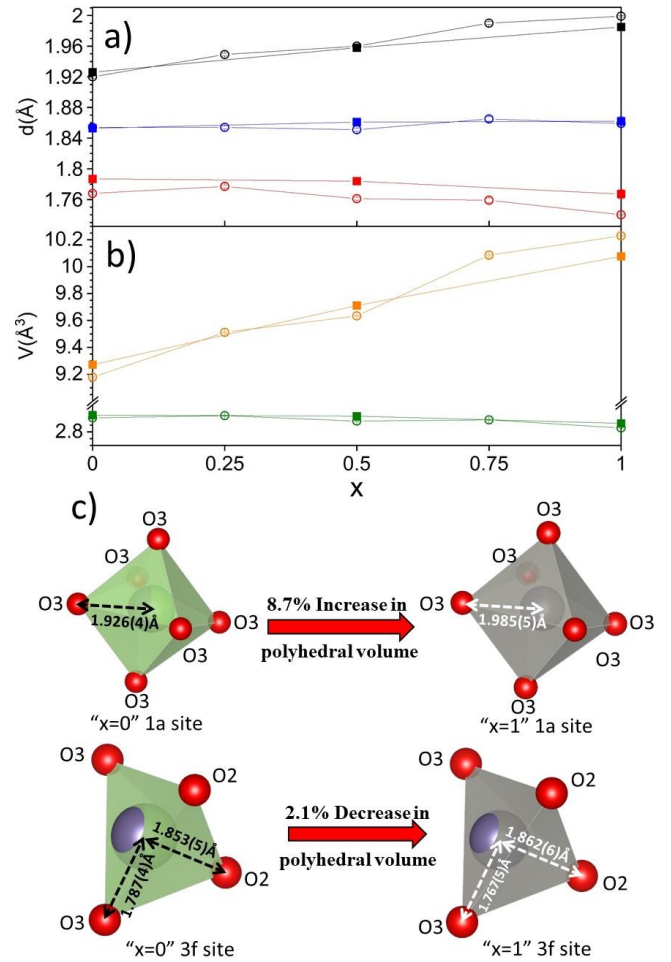 a)
2
1.96
1.92
1.88
1.84
1.8
1.76
d(Å)
b)
10.2
10
9.8
9.6
9.4
9.2
2.8
V(Å³)
0 0.25 0.5 0.75 1
x
c)
O3
O3
O3
1.926(4)Å
O3
O3
O3
"x=0" 1a site
8.7% Increase in
polyhedral volume
O3
O3
O3
1.985(5)Å
O3
O3
O3
"x=1" 1a site
O3
O2
1.853(5)Å
1.787(4)Å
O2
O3
"x=0" 3f site
2.1% Decrease in
polyhedral volume
O3
O2
1.862(6)Å
1.767(5)Å
O2
O3
"x=1" 3f site